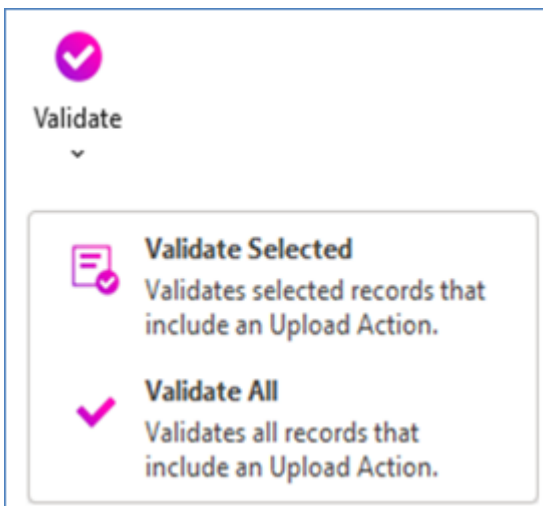 Validate
Validate Selected
Validates selected records that
include an Upload Action.
Validate All
Validates all records that
include an Upload Action.